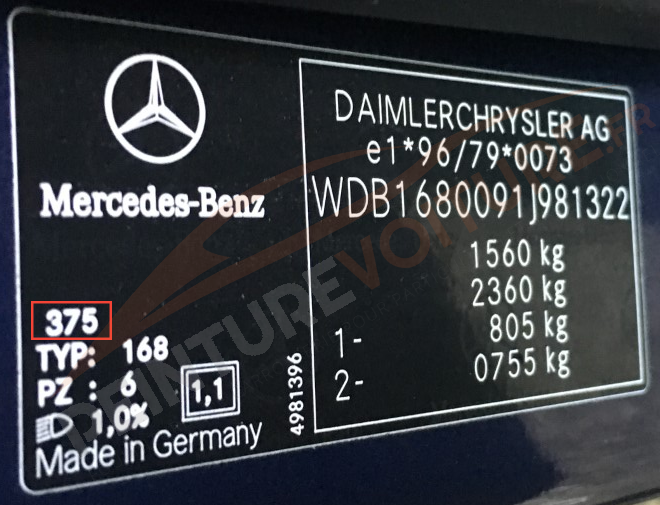 Mercedes-Benz
375
TYP: 168
PZ : 6
1,1
1,0%
Made in Germany
4981396
DAIMLERCHRYSLER AG
e1*96/79*0073
WDB1680091J981322
1560 kg
2360 kg
1- 805 kg
2- 0755 kg
PEINTUREVOITURE.FR